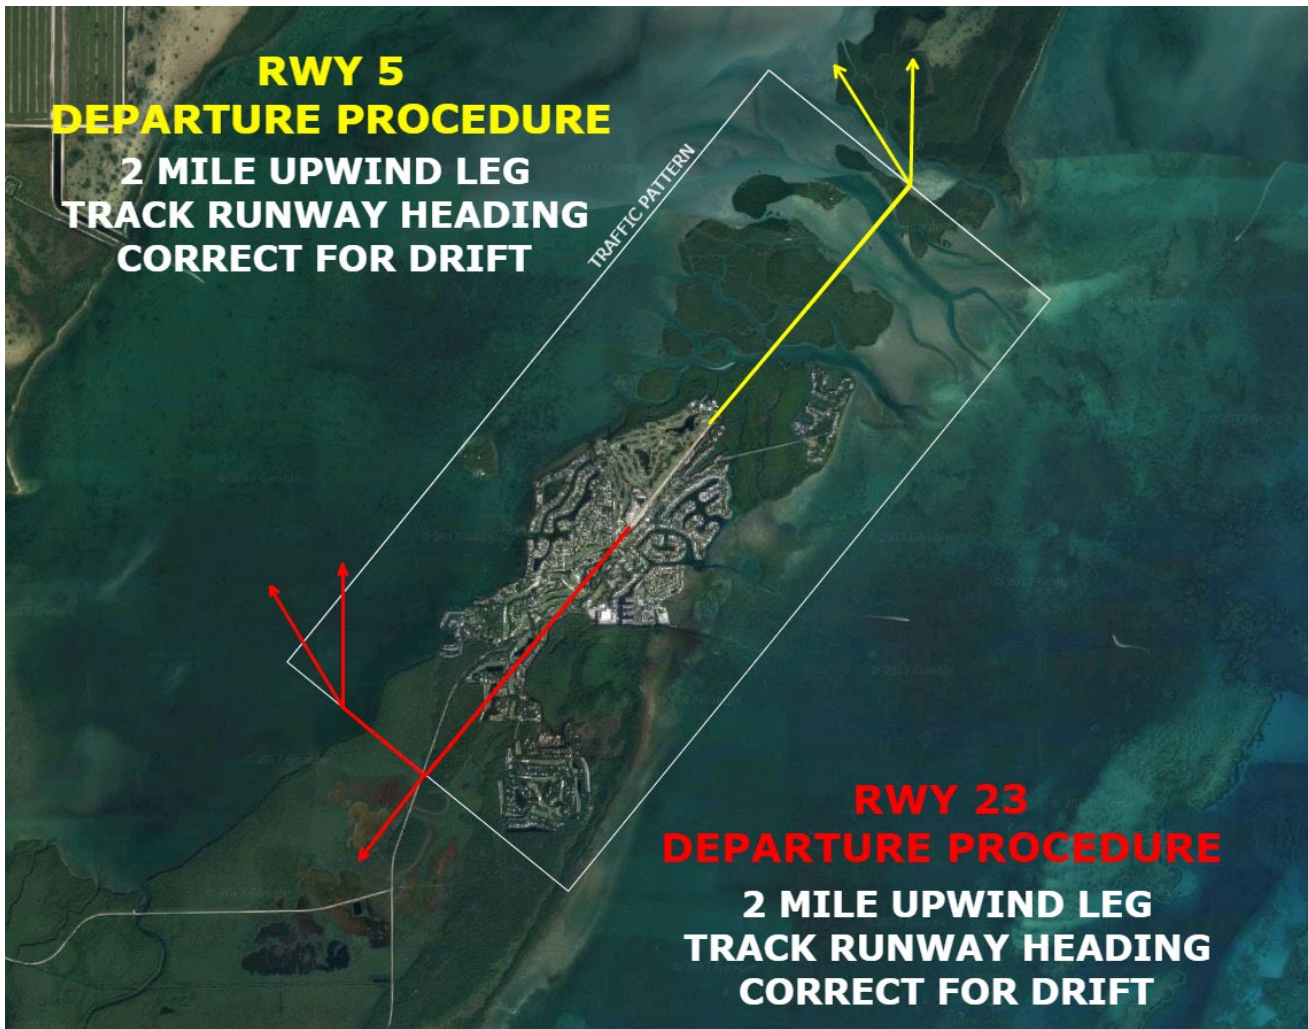 RWY 5
DEPARTURE PROCEDURE
2 MILE UPWIND LEG
TRACK RUNWAY HEADING
CORRECT FOR DRIFT
TRAFFIC PATTERN
RWY 23
DEPARTURE PROCEDURE
2 MILE UPWIND LEG
TRACK RUNWAY HEADING
CORRECT FOR DRIFT